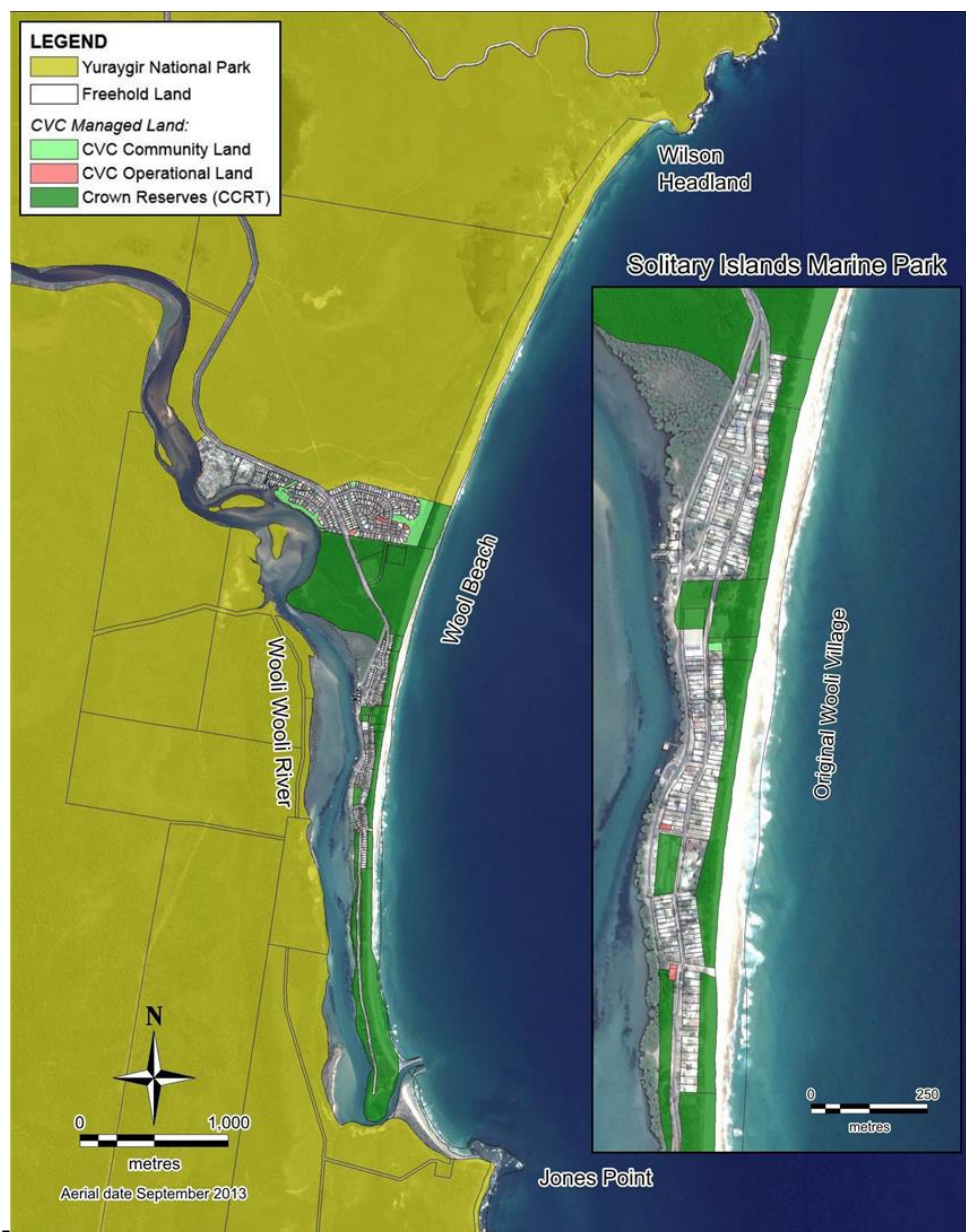 LEGEND
Yuraygir National Park
Freehold Land
CVC Managed Land:
CVC Community Land
CVC Operational Land
Crown Reserves (CCRT)
Wilson
Headland
Solitary Islands Marine Park
Wool Beach
Wooli Wooli River
Original Wooli Village
N
0 1,000
metres
Aerial date September 2013
0 250
metres
Jones Point